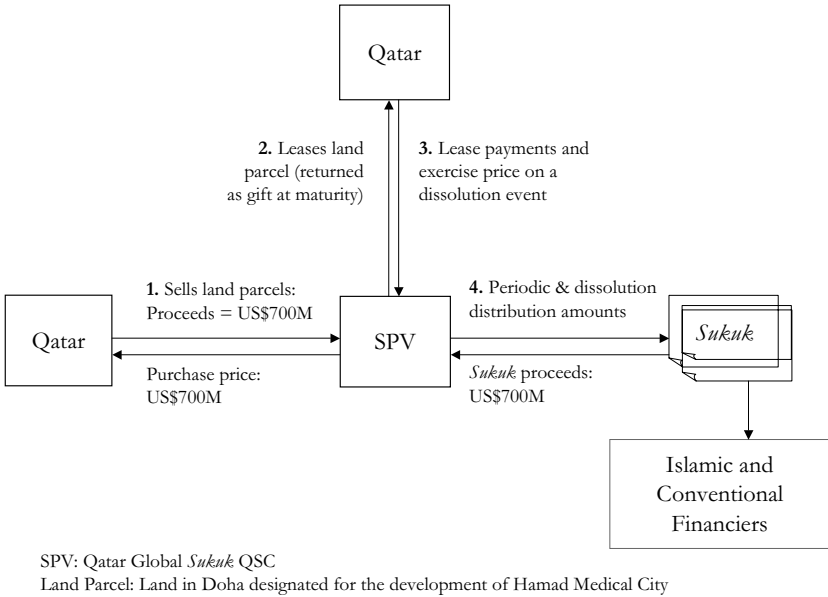 Qatar
2. Leases land
parcel (returned
as gift at maturity)
3. Lease payments and
exercise price on a
dissolution event
1. Sells land parcels:
Proceeds = US$700M
4. Periodic & dissolution
distribution amounts
Qatar
SPV
Sukuk
Purchase price:
US$700M
Sukuk proceeds:
US$700M
Islamic and
Conventional
Financiers
SPV: Qatar Global Sukuk QSC
Land Parcel: Land in Doha designated for the development of Hamad Medical City